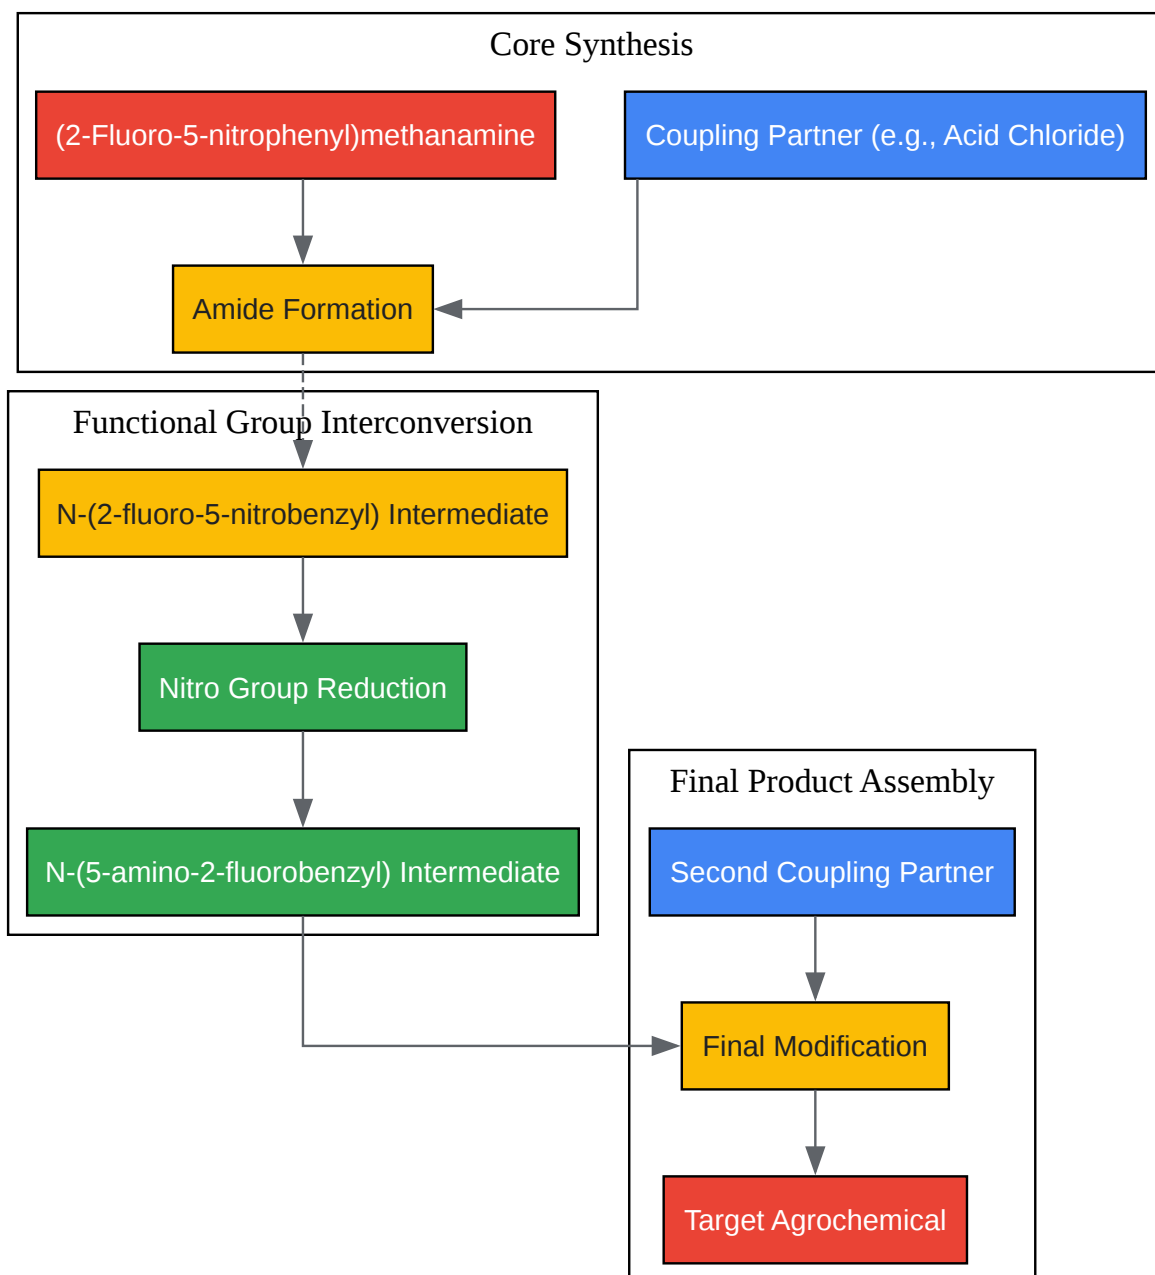 Core Synthesis
(2-Fluoro-5-nitrophenyl)methanamine
Coupling Partner (e.g., Acid Chloride)
Amide Formation
Functional Group Interconversion
N-(2-fluoro-5-nitrobenzyl) Intermediate
Nitro Group Reduction
N-(5-amino-2-fluorobenzyl) Intermediate
Final Product Assembly
Second Coupling Partner
Final Modification
Target Agrochemical